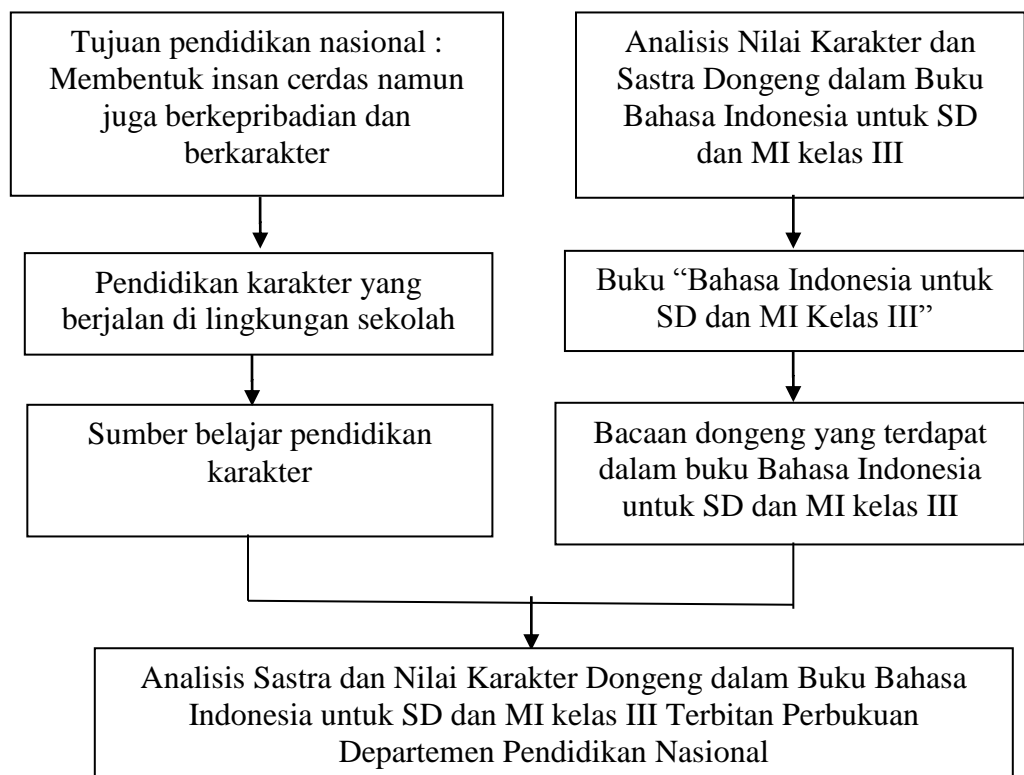 Tujuan pendidikan nasional :
Membentuk insan cerdas namun
juga berkepribadian dan
berkarakter
Pendidikan karakter yang
berjalan di lingkungan sekolah
Sumber belajar pendidikan
karakter
Analisis Nilai Karakter dan
Sastra Dongeng dalam Buku
Bahasa Indonesia untuk SD
dan MI kelas III
Buku “Bahasa Indonesia untuk
SD dan MI Kelas III”
Bacaan dongeng yang terdapat
dalam buku Bahasa Indonesia
untuk SD dan MI kelas III
Analisis Sastra dan Nilai Karakter Dongeng dalam Buku Bahasa
Indonesia untuk SD dan MI kelas III Terbitan Perbukuan
Departemen Pendidikan Nasional